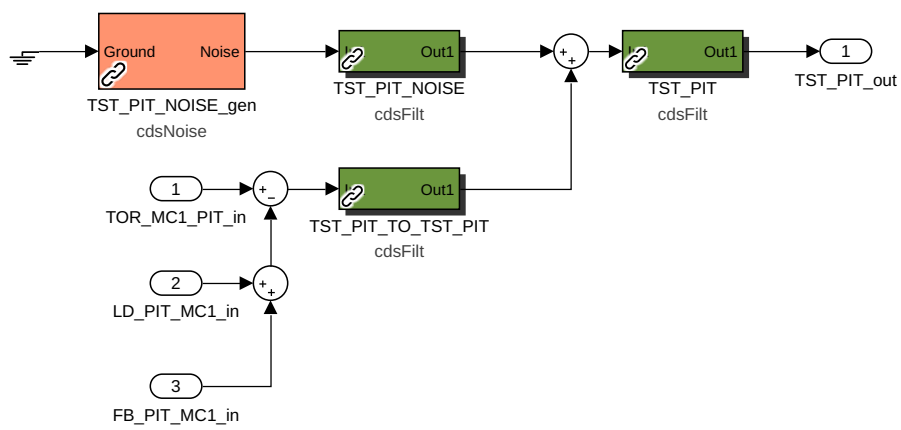 Ground Noise
TST_PIT_NOISE_gen
cdsNoise
Out1
TST_PIT_NOISE
cdsFilt
+
+
Out1
TST_PIT
cdsFilt
1
TST_PIT_out
1
TOR_MC1_PIT_in
+
−
Out1
TST_PIT_TO_TST_PIT
cdsFilt
2
LD_PIT_MC1_in
+
+
3
FB_PIT_MC1_in